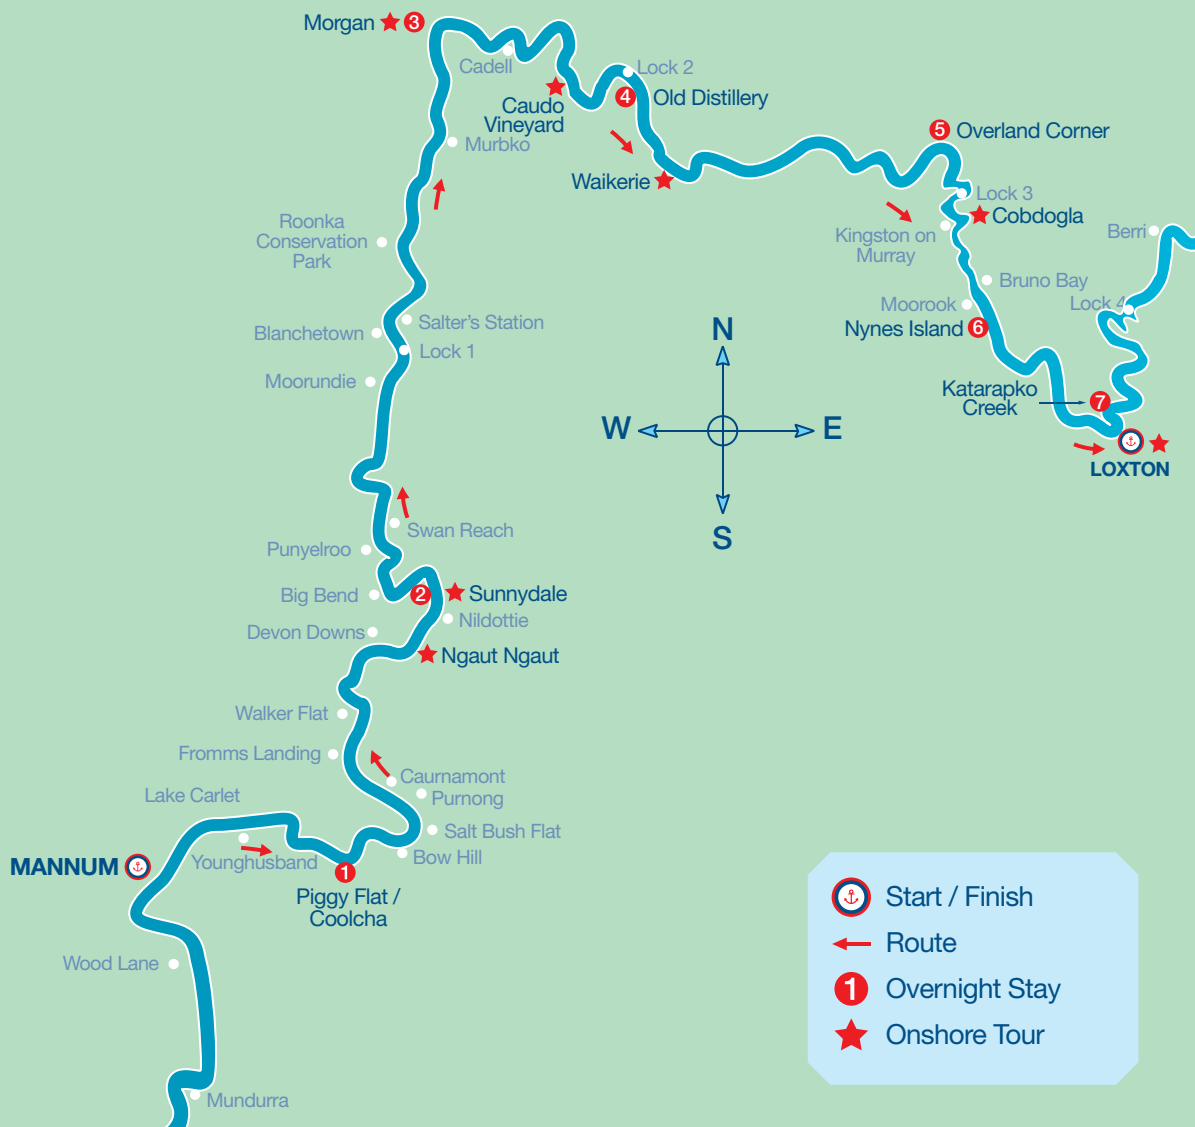 Morgan
3
Cadell
Lock 2
4
Old Distillery
Caudo
Vineyard
5
Overland Corner
Murbko
Waikerie
Lock 3
Cobdogla
Roonka
Conservation
Park
Kingston on
Murray
Berri
Bruno Bay
Moorook
Lock 4
Salter's Station
Blanchetown
Nynes Island
6
Lock 1
N
Moorundie
Katarapko
Creek
7
W
E
LOXTON
Swan Reach
S
Punyelroo
Big Bend
2
Sunnydale
Nildottie
Devon Downs
Ngaut Ngaut
Walker Flat
Fromms Landing
Caurnamont
Purnong
Lake Carlet
Salt Bush Flat
Younghusband
Bow Hill
MANNUM
1
Piggy Flat /
Coolcha
Wood Lane
Mundurra
Start / Finish
Route
1
Overnight Stay
Onshore Tour